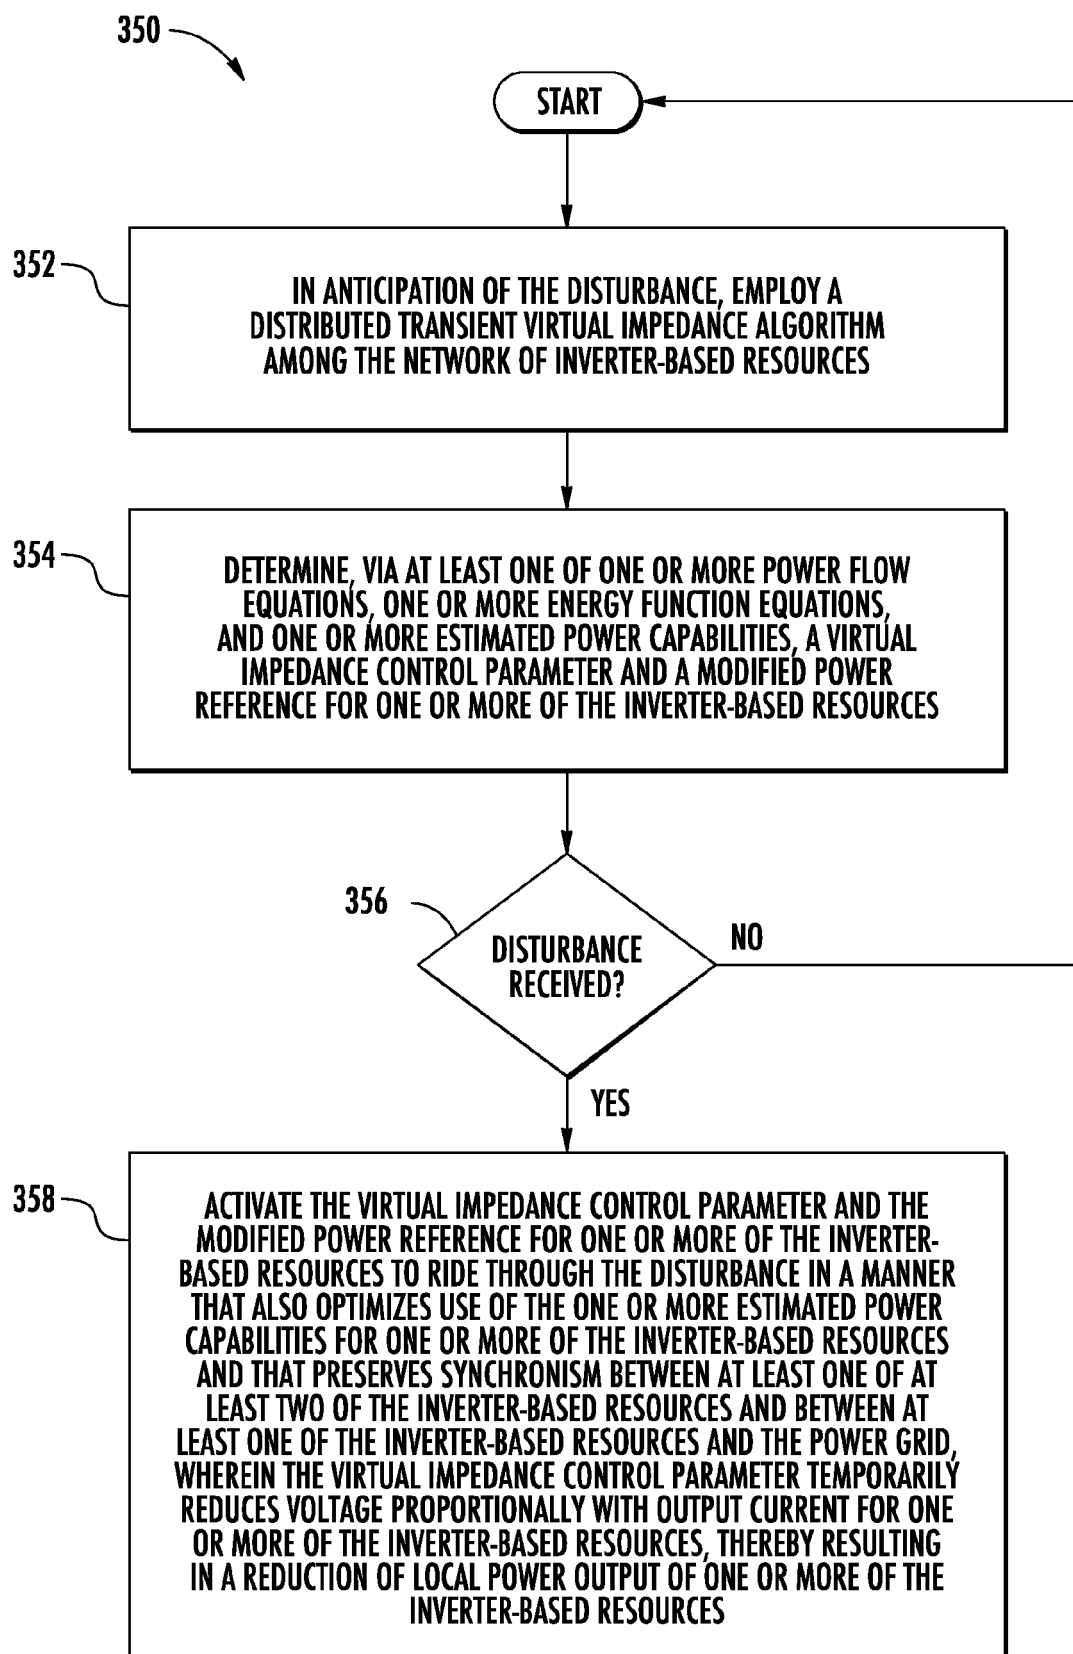 350
START
352
IN ANTICIPATION OF THE DISTURBANCE, EMPLOY A
DISTRIBUTED TRANSIENT VIRTUAL IMPEDANCE ALGORITHM
AMONG THE NETWORK OF INVERTER-BASED RESOURCES
354
DETERMINE, VIA AT LEAST ONE OF ONE OR MORE POWER FLOW
EQUATIONS, ONE OR MORE ENERGY FUNCTION EQUATIONS,
AND ONE OR MORE ESTIMATED POWER CAPABILITIES, A VIRTUAL
IMPEDANCE CONTROL PARAMETER AND A MODIFIED POWER
REFERENCE FOR ONE OR MORE OF THE INVERTER-BASED RESOURCES
356
DISTURBANCE
RECEIVED?
NO
YES
358
ACTIVATE THE VIRTUAL IMPEDANCE CONTROL PARAMETER AND THE
MODIFIED POWER REFERENCE FOR ONE OR MORE OF THE INVERTER-
BASED RESOURCES TO RIDE THROUGH THE DISTURBANCE IN A MANNER
THAT ALSO OPTIMIZES USE OF THE ONE OR MORE ESTIMATED POWER
CAPABILITIES FOR ONE OR MORE OF THE INVERTER-BASED RESOURCES
AND THAT PRESERVES SYNCHRONISM BETWEEN AT LEAST ONE OF AT
LEAST TWO OF THE INVERTER-BASED RESOURCES AND BETWEEN AT
LEAST ONE OF THE INVERTER-BASED RESOURCES AND THE POWER GRID,
WHEREIN THE VIRTUAL IMPEDANCE CONTROL PARAMETER TEMPORARILY
REDUCES VOLTAGE PROPORTIONALLY WITH OUTPUT CURRENT FOR ONE
OR MORE OF THE INVERTER-BASED RESOURCES, THEREBY RESULTING
IN A REDUCTION OF LOCAL POWER OUTPUT OF ONE OR MORE OF THE
INVERTER-BASED RESOURCES